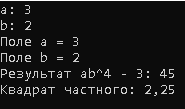 a: 3
b: 2
Поле a = 3
Поле b = 2
Результат ab^4 - 3: 45
Квадрат частного: 2,25